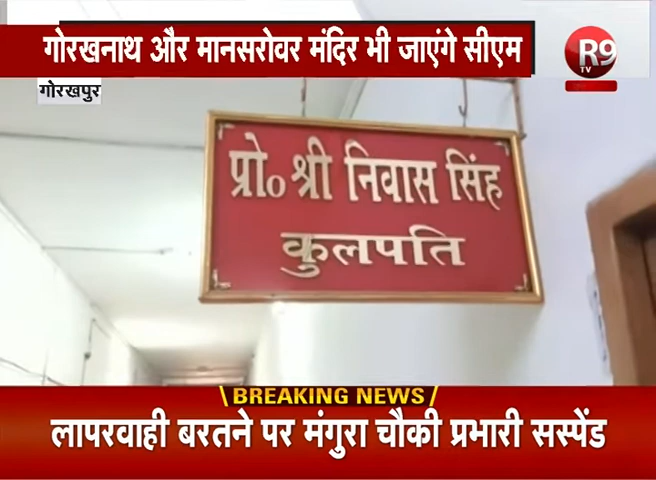 गोरखनाथ और मानसरोवर मंदिर भी जाएंगे सीएम
R9
TV
गोरखपुर
प्रो० श्री निवास सिंह
कुलपति
BREAKING NEWS
लापरवाही बरतने पर मंगुरा चौकी प्रभारी सस्पेंड